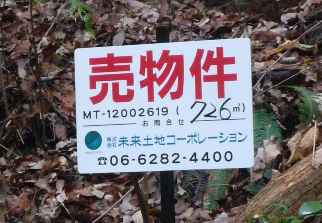 売物件
MT-12002619 ( 726㎡)
お問合せ
株式会社 未来土地コーポレーション
☎06-6282-4400